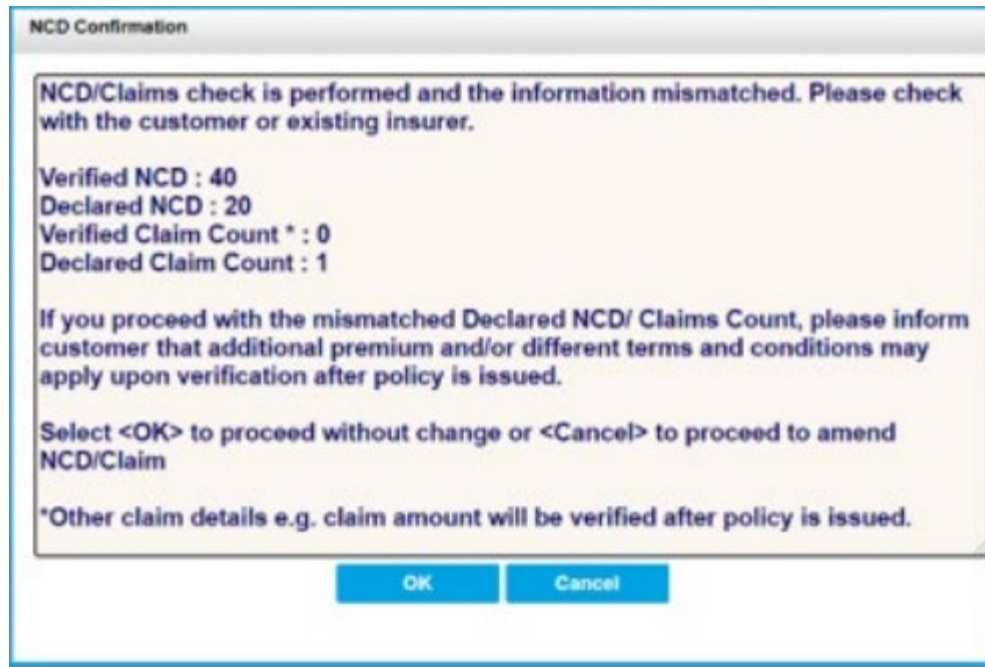 NCD Confirmation
NCD/Claims check is performed and the information mismatched. Please check
with the customer or existing insurer.
Verified NCD : 40
Declared NCD : 20
Verified Claim Count * : 0
Declared Claim Count : 1
If you proceed with the mismatched Declared NCD/ Claims Count, please inform
customer that additional premium and/or different terms and conditions may
apply upon verification after policy is issued.
Select <OK> to proceed without change or <Cancel> to proceed to amend
NCD/Claim
*Other claim details e.g. claim amount will be verified after policy is issued.
OK Cancel